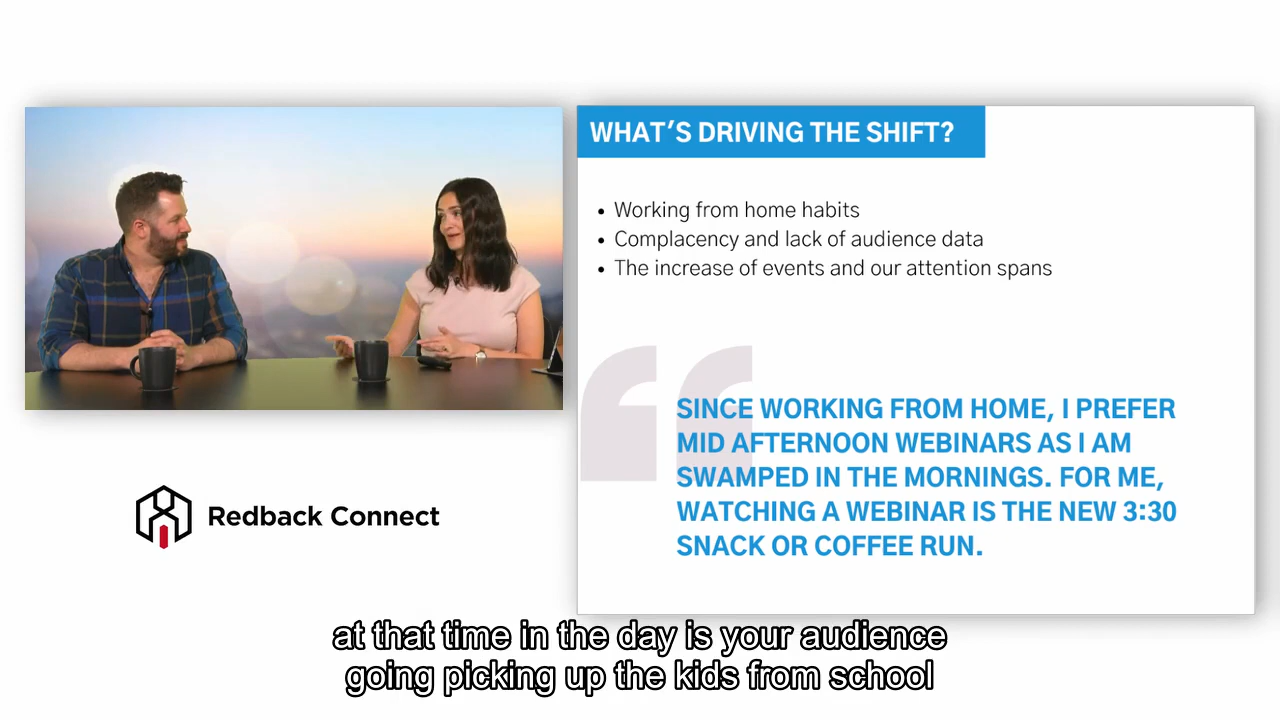 WHAT'S DRIVING THE SHIFT?
• Working from home habits
• Complacency and lack of audience data
• The increase of events and our attention spans
SINCE WORKING FROM HOME, I PREFER
MID AFTERNOON WEBINARS AS I AM
SWAMPED IN THE MORNINGS. FOR ME,
WATCHING A WEBINAR IS THE NEW 3:30
SNACK OR COFFEE RUN.
Redback Connect
at that time in the day is your audience
going picking up the kids from school